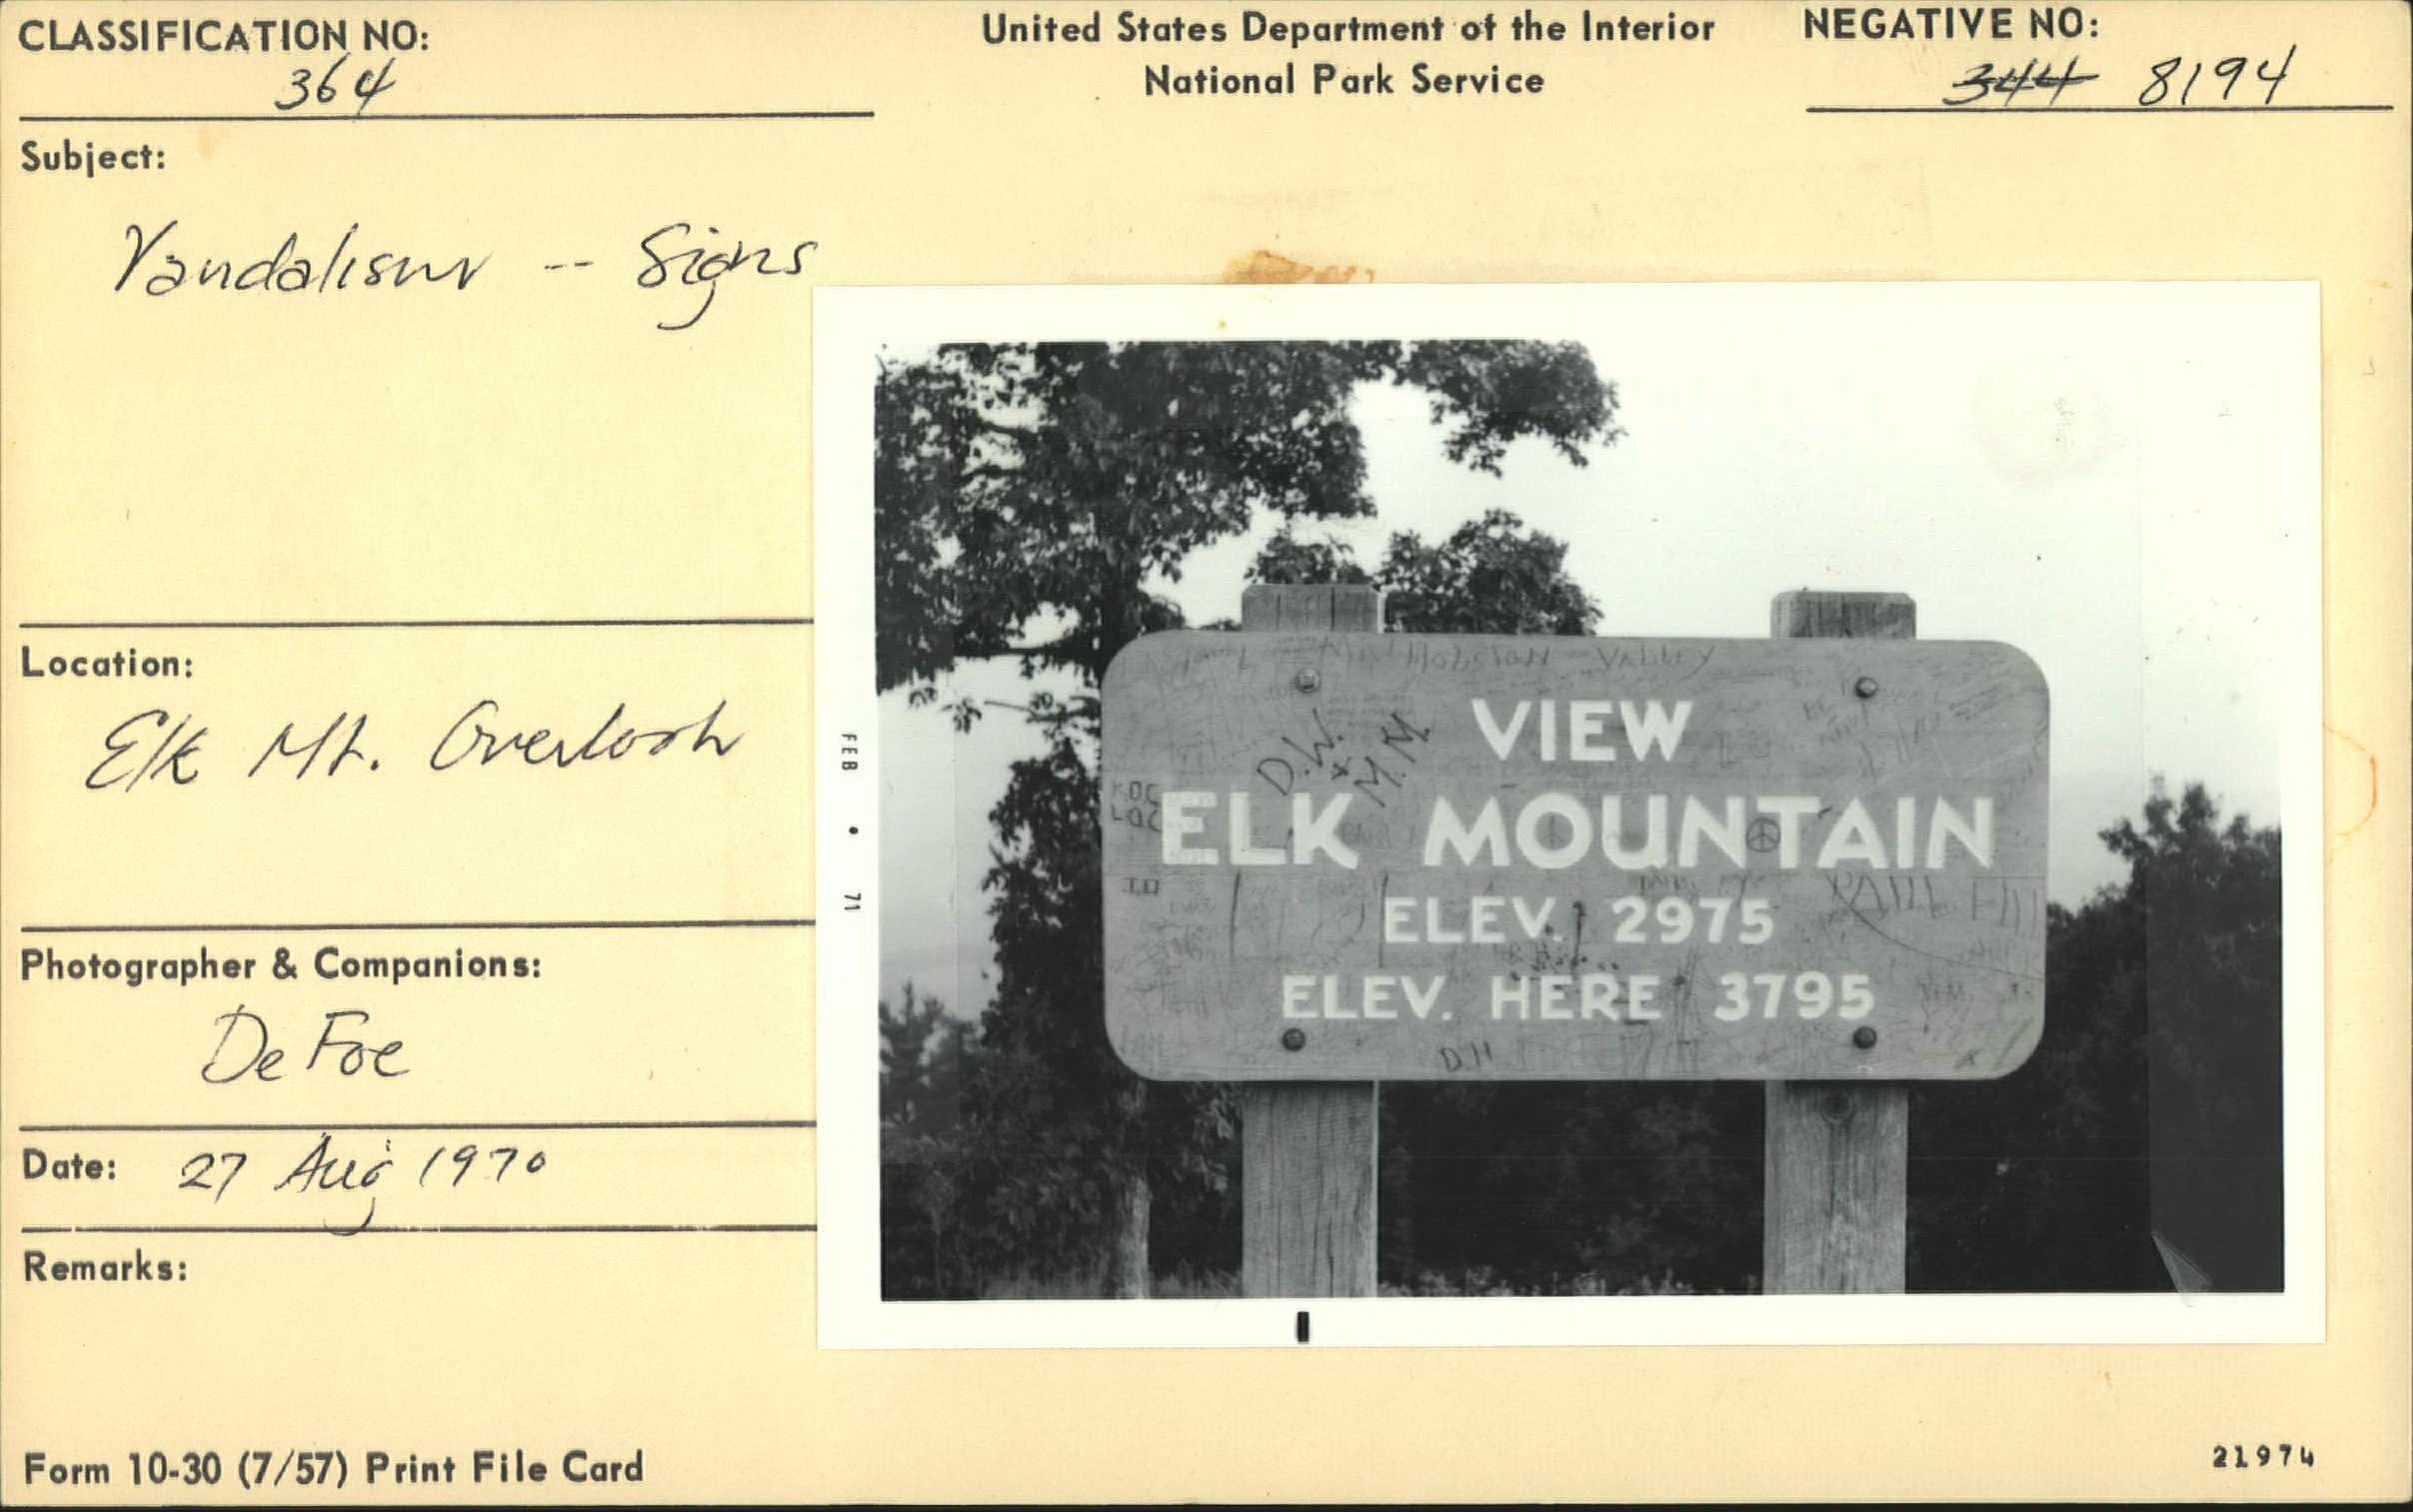 CLASSIFICATION NO:
364
United States Department of the Interior
National Park Service
NEGATIVE NO:
344 8194
Subject:
Vandalism -- Signs
Location:
Elk Mt. Overlook
Photographer & Companions:
De Foe
Date: 27 Aug 1970
Remarks:
FEB • 71
Holston Valley
D.W.
+
M.M
VIEW
ELK MOUNTAIN
ELEV. 2975
ELEV. HERE 3795
D.H
Form 10-30 (7/57) Print File Card
21974